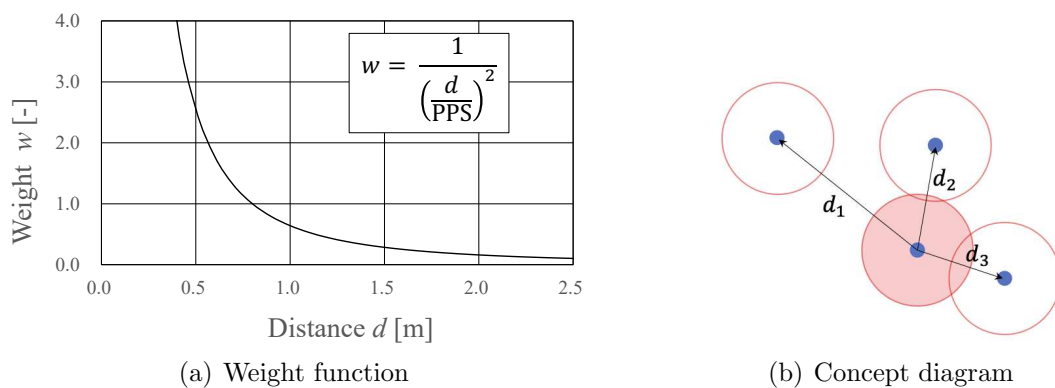 4.0
3.0
2.0
1.0
0.0
Weight w [-]
w = 1 / (d / PPS)^2
0.0 0.5 1.0 1.5 2.0 2.5
Distance d [m]
(a) Weight function
d₁
d₂
d₃
(b) Concept diagram